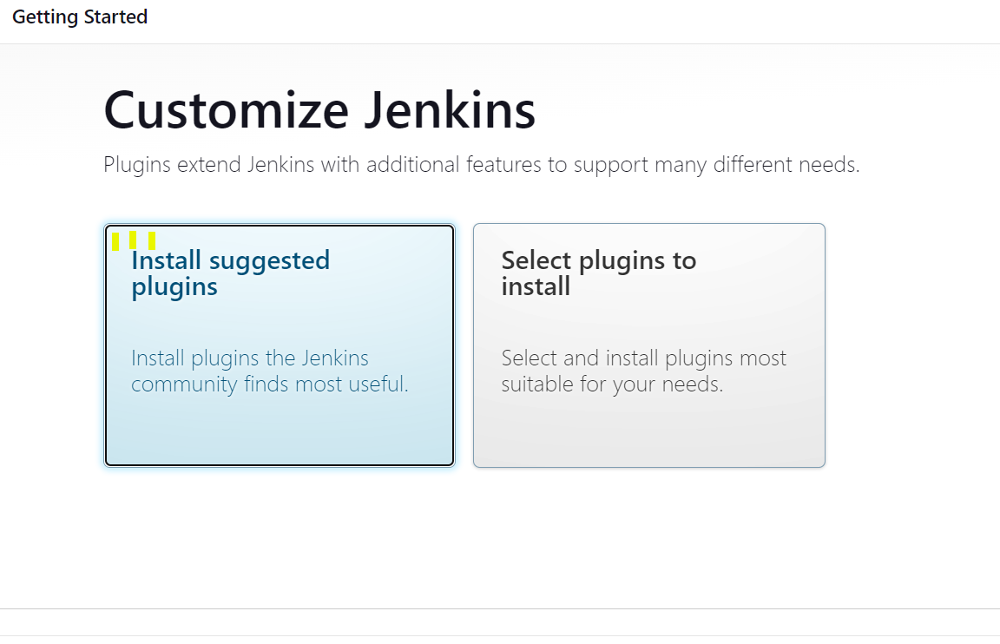 Getting Started
Customize Jenkins
Plugins extend Jenkins with additional features to support many different needs.
Install suggested
plugins
Install plugins the Jenkins
community finds most useful.
Select plugins to
install
Select and install plugins most
suitable for your needs.